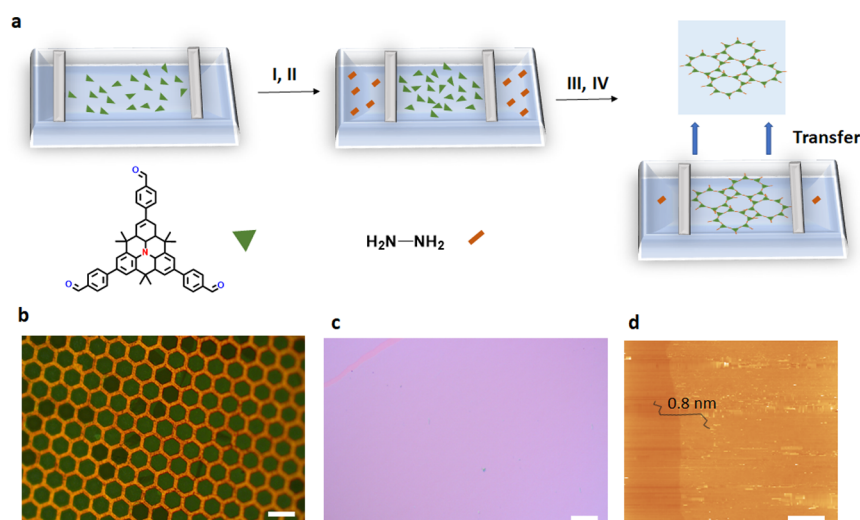 a
I, II
III, IV
Transfer
O
N
O
O
H₂N—NH₂
b
c
d
0.8 nm